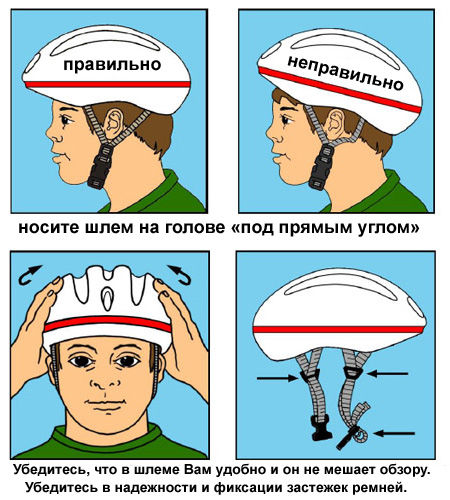 правильно
неправильно
носите шлем на голове «под прямым углом»
Убедитесь, что в шлеме Вам удобно и он не мешает обзору.
Убедитесь в надежности и фиксации застежек ремней.